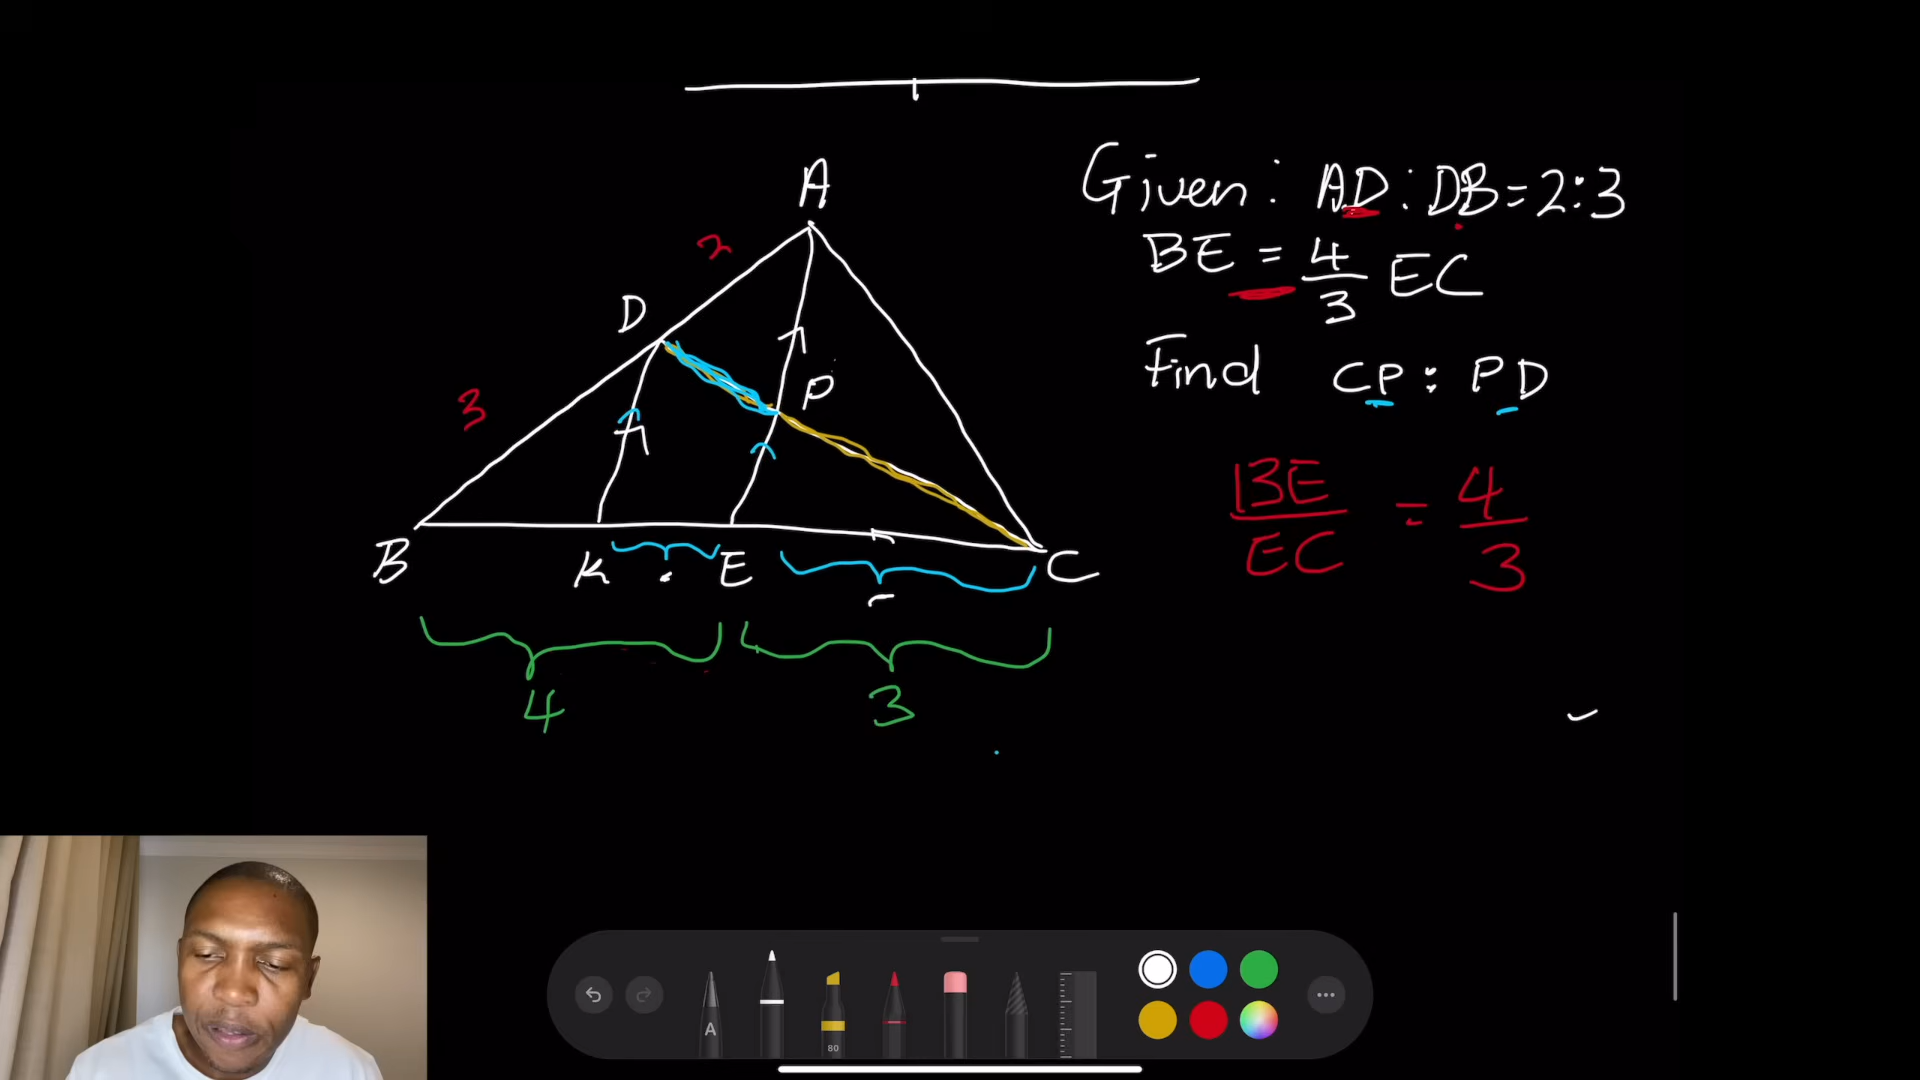 A
Given: AD:DB=2:3
2
BE = 4/3 EC
D
Find CP : PD
P
3
BE/EC = 4/3
B K E C
4 3
A
80